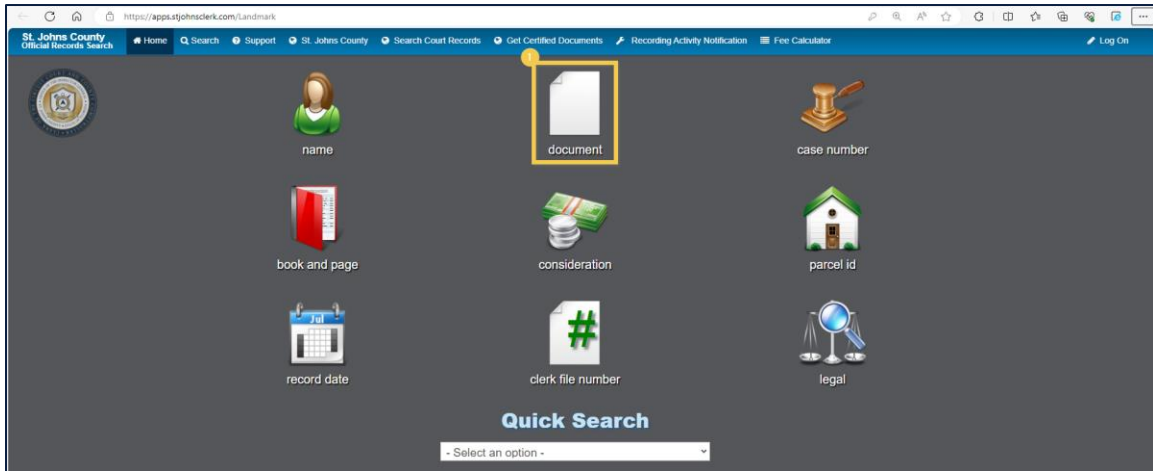 https://apps.stjohnsclerk.com/Landmark
St. Johns County
Official Records Search
Home Search Support St. Johns County Search Court Records Get Certified Documents Recording Activity Notification Fee Calculator Log On
1
name document case number
book and page consideration parcel id
Jul
record date clerk file number legal
#
Quick Search
- Select an option -